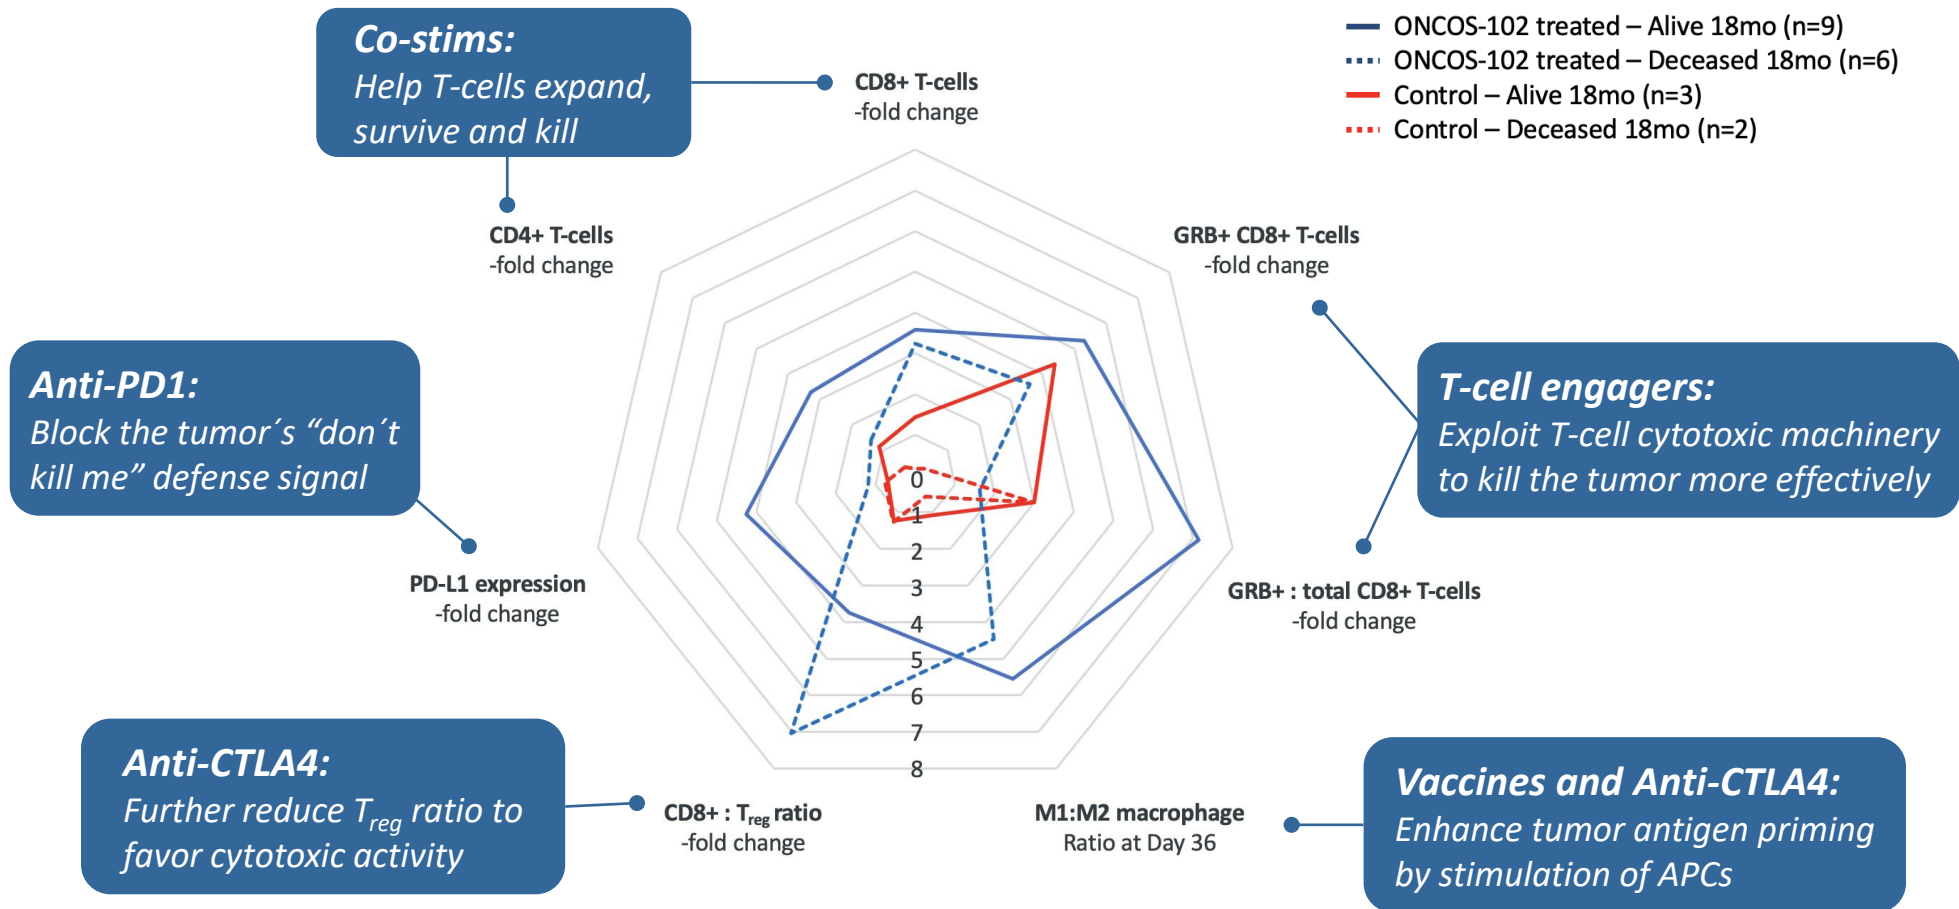 Co-stims:
Help T-cells expand,
survive and kill
ONCOS-102 treated – Alive 18mo (n=9)
ONCOS-102 treated – Deceased 18mo (n=6)
Control – Alive 18mo (n=3)
Control – Deceased 18mo (n=2)
CD8+ T-cells
-fold change
CD4+ T-cells
-fold change
GRB+ CD8+ T-cells
-fold change
Anti-PD1:
Block the tumor´s “don´t
kill me” defense signal
T-cell engagers:
Exploit T-cell cytotoxic machinery
to kill the tumor more effectively
0
1
2
3
4
5
6
7
8
PD-L1 expression
-fold change
GRB+ : total CD8+ T-cells
-fold change
Anti-CTLA4:
Further reduce Treg ratio to
favor cytotoxic activity
CD8+ : Treg ratio
-fold change
M1:M2 macrophage
Ratio at Day 36
Vaccines and Anti-CTLA4:
Enhance tumor antigen priming
by stimulation of APCs